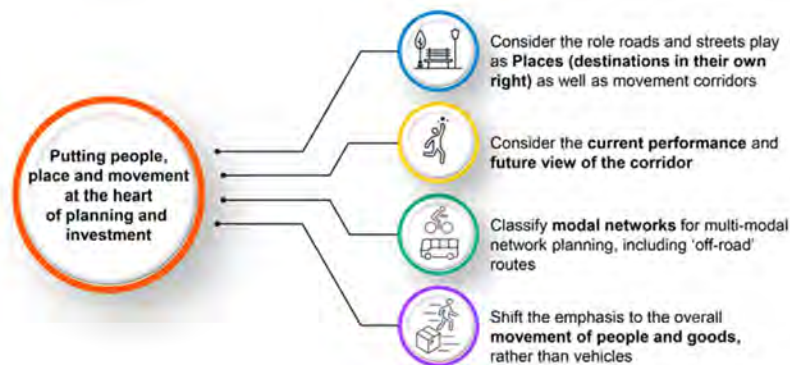 Putting people,
place and movement
at the heart
of planning and
investment
Consider the role roads and streets play
as Places (destinations in their own
right) as well as movement corridors
Consider the current performance and
future view of the corridor
Classify modal networks for multi-modal
network planning, including ‘off-road’
routes
Shift the emphasis to the overall
movement of people and goods,
rather than vehicles